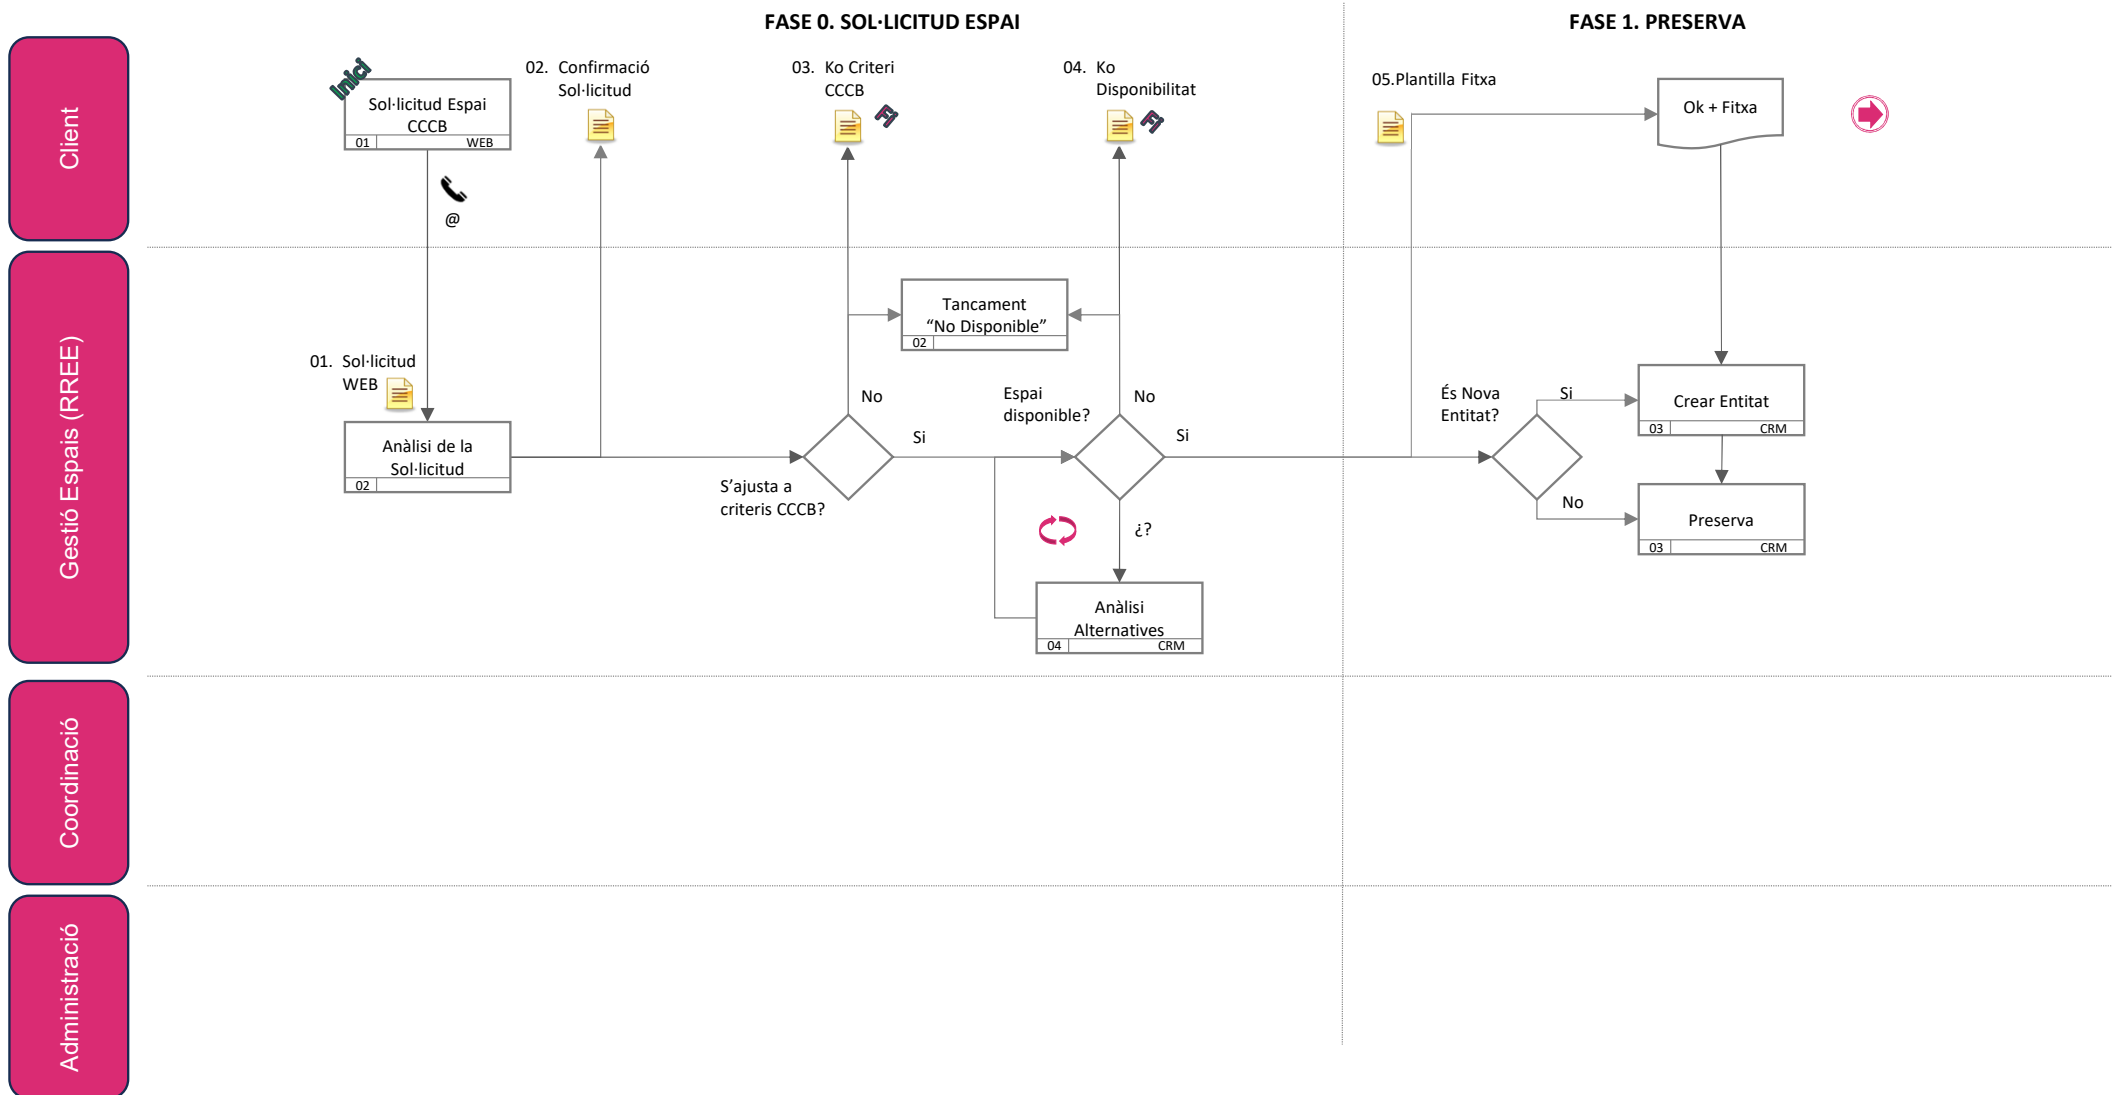 FASE 0. SOL·LICITUD ESPAI
FASE 1. PRESERVA
Client
Inici
Sol·licitud Espai
CCCB
01
WEB
@
02. Confirmació
Sol·licitud
03. Ko Criteri
CCCB
Fi
04. Ko
Disponibilitat
Fi
05.Plantilla Fitxa
Ok + Fitxa
Gestió Espais (RREE)
01. Sol·licitud
WEB
Anàlisi de la
Sol·licitud
02
S’ajusta a
criteris CCCB?
No
Si
Tancament
“No Disponible”
02
Espai
disponible?
No
Si
¿?
Anàlisi
Alternatives
04
CRM
És Nova
Entitat?
Si
No
Crear Entitat
03
CRM
Preserva
03
CRM
Coordinació
Administració